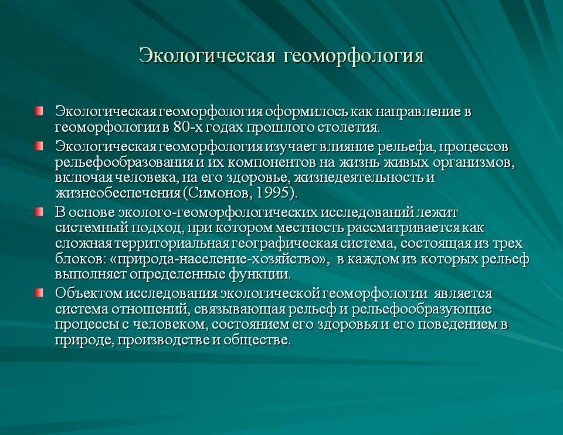 Экологическая геоморфология
Экологическая геоморфология оформилось как направление в
геоморфологии в 80-х годах прошлого столетия.
Экологическая геоморфология изучает влияние рельефа, процессов
рельефообразования и их компонентов на жизнь живых организмов,
включая человека, на его здоровье, жизнедеятельность и
жизнеобеспечения (Симонов, 1995).
В основе эколого-геоморфологических исследований лежит
системный подход, при котором местность рассматривается как
сложная территориальная географическая система, состоящая из трех
блоков: «природа-население-хозяйство», в каждом из которых рельеф
выполняет определенные функции.
Объектом исследования экологической геоморфологии является
система отношений, связывающая рельеф и рельефообразующие
процессы с человеком, состоянием его здоровья и его поведением в
природе, производстве и обществе.